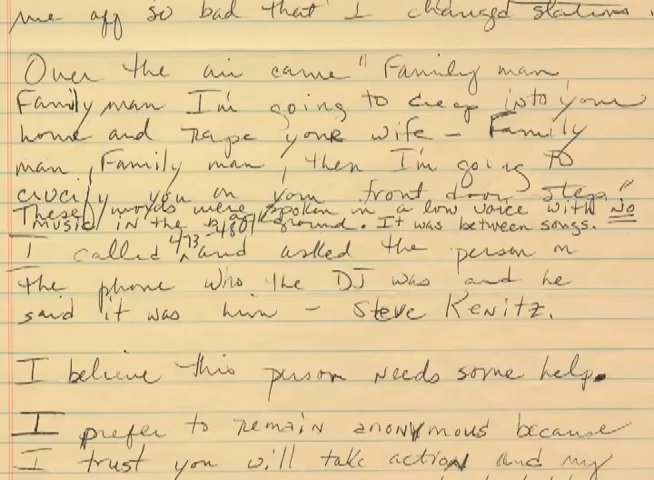 me off so bad that I changed stations.
Over the air came "Family man
Family man I'm going to creep into your
home and rape your wife - Family
man, Family man, then I'm going to
crucify you on your front door step."
These words were spoken in a low voice with NO
MUSIC in the background. It was between songs.
I called 473-4801 and asked the person on
the phone who the DJ was and he
said it was him - Steve Kenitz.
I believe this person needs some help.
I prefer to remain anonymous because
I trust you will take action and my